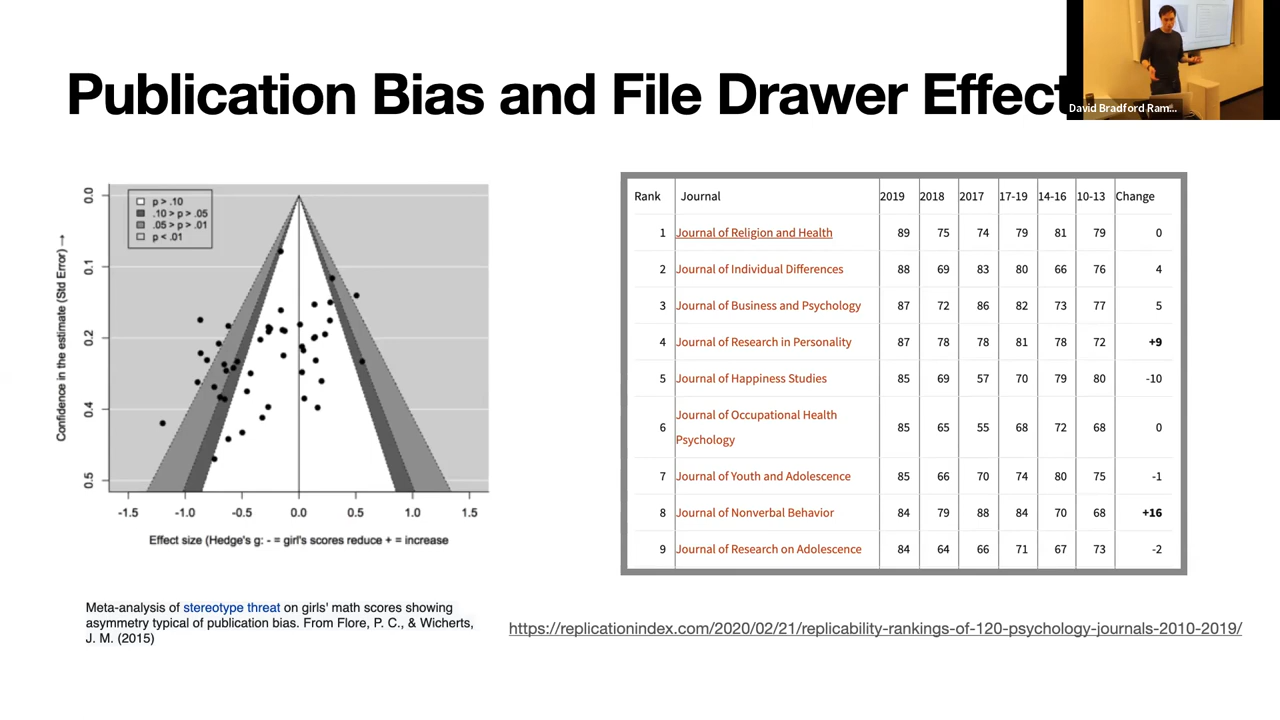 Publication Bias and File Drawer Effect
David Bradford Ram...
p > .10
.10 > p > .05
.05 > p > .01
p < .01
Confidence in the estimate (Std Error) →
0.0
0.1
0.2
0.4
0.5
-1.5 -1.0 -0.5 0.0 0.5 1.0 1.5
Effect size (Hedge's g: - = girl's scores reduce + = increase
Meta-analysis of stereotype threat on girls' math scores showing
asymmetry typical of publication bias. From Flore, P. C., & Wicherts,
J. M. (2015)
Rank Journal 2019 2018 2017 17-19 14-16 10-13 Change
1 Journal of Religion and Health 89 75 74 79 81 79 0
2 Journal of Individual Differences 88 69 83 80 66 76 4
3 Journal of Business and Psychology 87 72 86 82 73 77 5
4 Journal of Research in Personality 87 78 78 81 78 72 +9
5 Journal of Happiness Studies 85 69 57 70 79 80 -10
6 Journal of Occupational Health Psychology 85 65 55 68 72 68 0
7 Journal of Youth and Adolescence 85 66 70 74 80 75 -1
8 Journal of Nonverbal Behavior 84 79 88 84 70 68 +16
9 Journal of Research on Adolescence 84 64 66 71 67 73 -2
https://replicationindex.com/2020/02/21/replicability-rankings-of-120-psychology-journals-2010-2019/